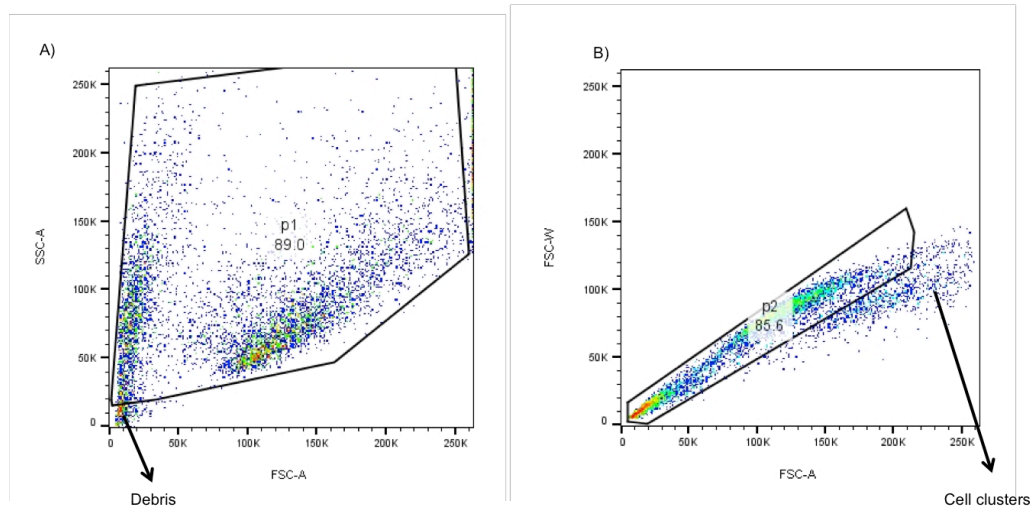 A)
250K
200K
150K
100K
50K
0
SSC-A
p1
89.0
0 50K 100K 150K 200K 250K
FSC-A
Debris
B)
250K
200K
150K
100K
50K
0
FSC-W
p2
85.6
0 50K 100K 150K 200K 250K
FSC-A
Cell clusters